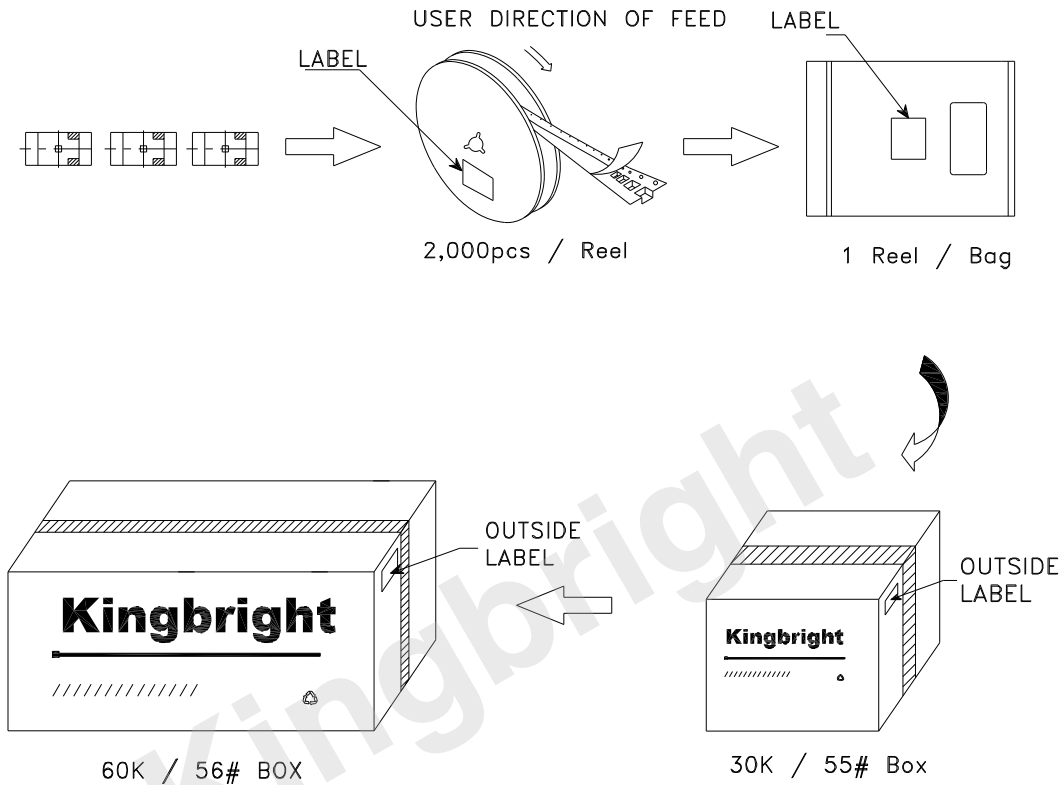 USER DIRECTION OF FEED
LABEL
LABEL
2,000pcs / Reel
1 Reel / Bag
OUTSIDE
LABEL
OUTSIDE
LABEL
Kingbright
Kingbright
60K / 56# BOX
30K / 55# Box
Kingbright